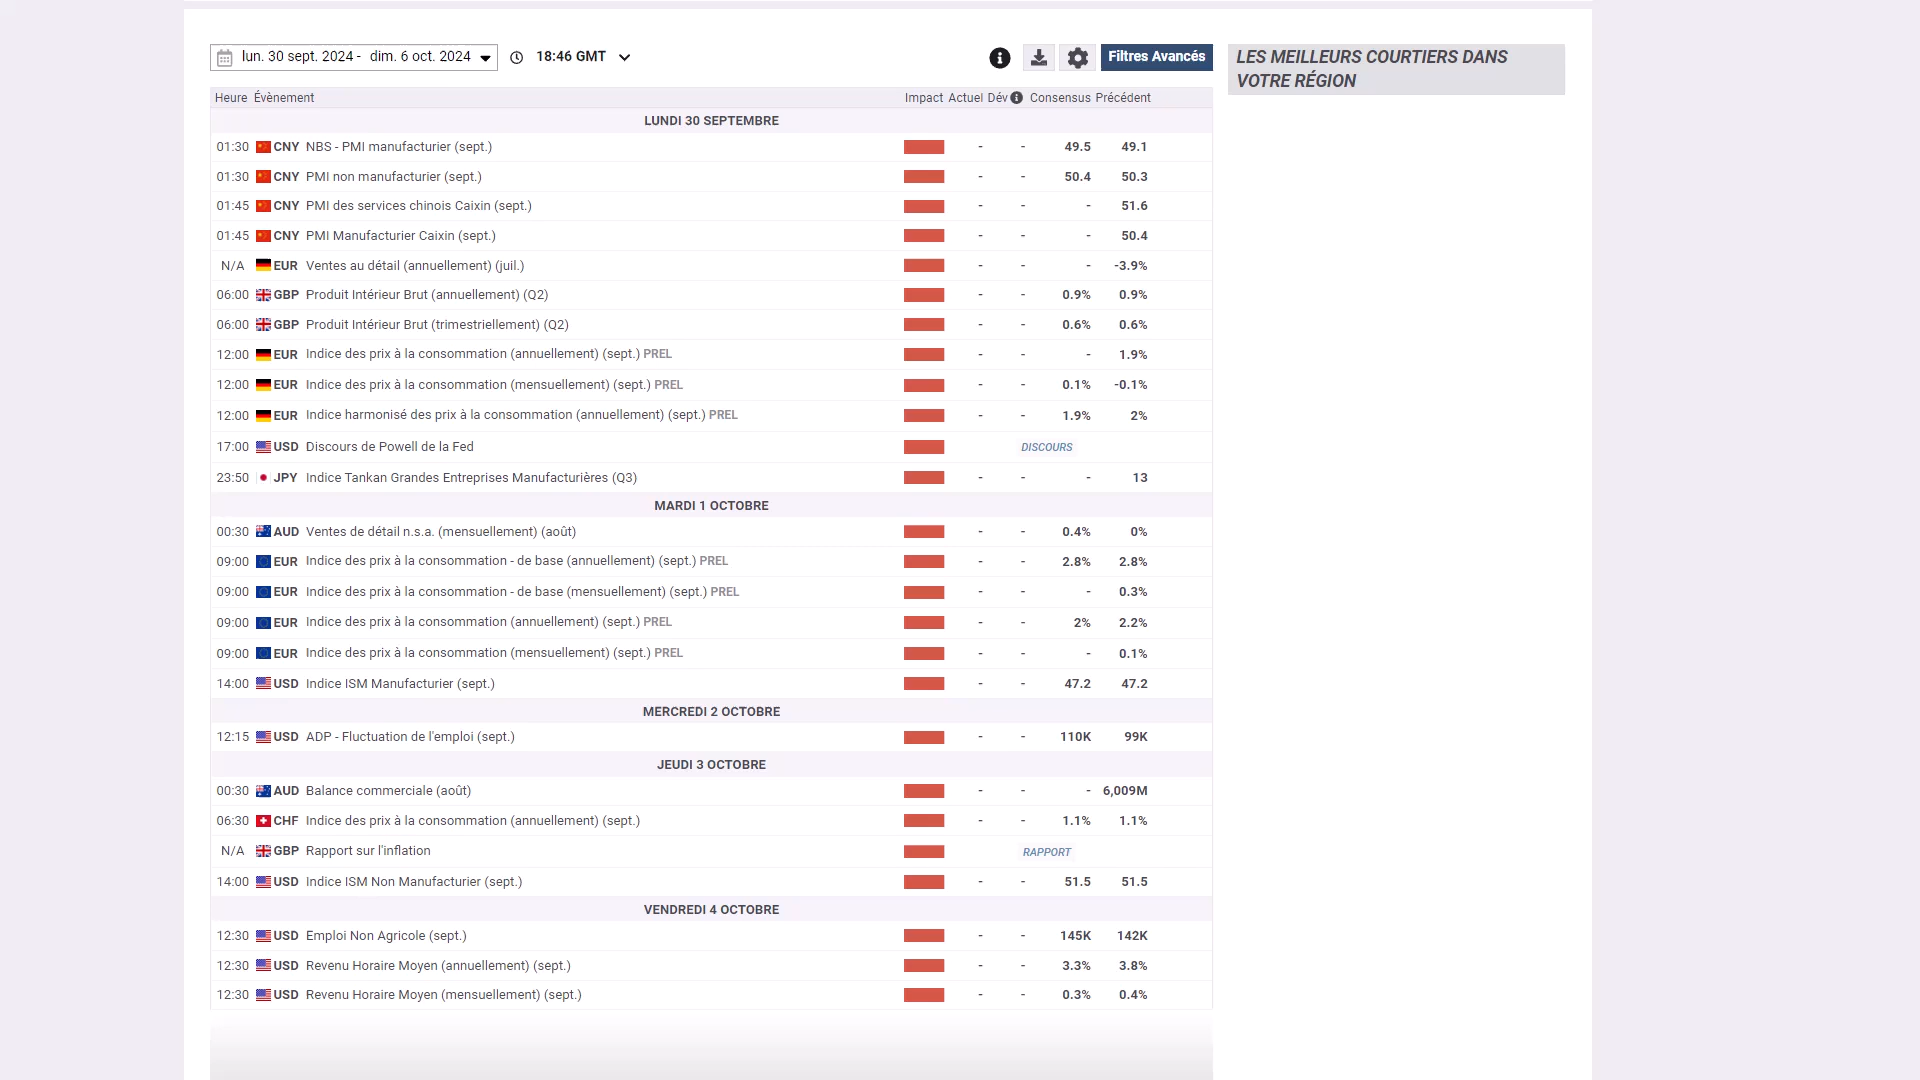 lun. 30 sept. 2024 - dim. 6 oct. 2024 18:46 GMT Filtres Avancés
LES MEILLEURS COURTIERS DANS
VOTRE RÉGION
Heure Évènement Impact Actuel Dév Consensus Précédent
LUNDI 30 SEPTEMBRE
01:30 CNY NBS - PMI manufacturier (sept.) - - 49.5 49.1
01:30 CNY PMI non manufacturier (sept.) - - 50.4 50.3
01:45 CNY PMI des services chinois Caixin (sept.) - - - 51.6
01:45 CNY PMI Manufacturier Caixin (sept.) - - - 50.4
N/A EUR Ventes au détail (annuellement) (juil.) - - - -3.9%
06:00 GBP Produit Intérieur Brut (annuellement) (Q2) - - 0.9% 0.9%
06:00 GBP Produit Intérieur Brut (trimestriellement) (Q2) - - 0.6% 0.6%
12:00 EUR Indice des prix à la consommation (annuellement) (sept.) PREL - - - 1.9%
12:00 EUR Indice des prix à la consommation (mensuellement) (sept.) PREL - - 0.1% -0.1%
12:00 EUR Indice harmonisé des prix à la consommation (annuellement) (sept.) PREL - - 1.9% 2%
17:00 USD Discours de Powell de la Fed DISCOURS
23:50 JPY Indice Tankan Grandes Entreprises Manufacturières (Q3) - - - 13
MARDI 1 OCTOBRE
00:30 AUD Ventes de détail n.s.a. (mensuellement) (août) - - 0.4% 0%
09:00 EUR Indice des prix à la consommation - de base (annuellement) (sept.) PREL - - 2.8% 2.8%
09:00 EUR Indice des prix à la consommation - de base (mensuellement) (sept.) PREL - - - 0.3%
09:00 EUR Indice des prix à la consommation (annuellement) (sept.) PREL - - 2% 2.2%
09:00 EUR Indice des prix à la consommation (mensuellement) (sept.) PREL - - - 0.1%
14:00 USD Indice ISM Manufacturier (sept.) - - 47.2 47.2
MERCREDI 2 OCTOBRE
12:15 USD ADP - Fluctuation de l'emploi (sept.) - - 110K 99K
JEUDI 3 OCTOBRE
00:30 AUD Balance commerciale (août) - - - 6,009M
06:30 CHF Indice des prix à la consommation (annuellement) (sept.) - - 1.1% 1.1%
N/A GBP Rapport sur l'inflation RAPPORT
14:00 USD Indice ISM Non Manufacturier (sept.) - - 51.5 51.5
VENDREDI 4 OCTOBRE
12:30 USD Emploi Non Agricole (sept.) - - 145K 142K
12:30 USD Revenu Horaire Moyen (annuellement) (sept.) - - 3.3% 3.8%
12:30 USD Revenu Horaire Moyen (mensuellement) (sept.) - - 0.3% 0.4%